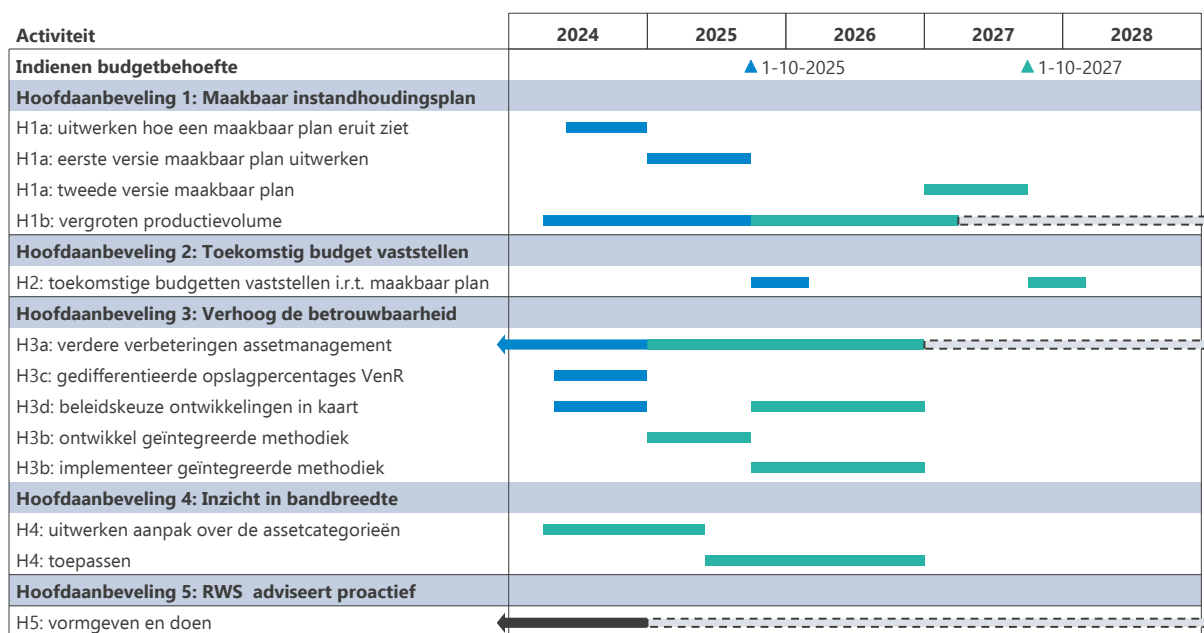 Activiteit 2024 2025 2026 2027 2028
Indienen budgetbehoefte 1-10-2025 1-10-2027
Hoofdaanbeveling 1: Maakbaar instandhoudingsplan
H1a: uitwerken hoe een maakbaar plan eruit ziet
H1a: eerste versie maakbaar plan uitwerken
H1a: tweede versie maakbaar plan
H1b: vergroten productievolume
Hoofdaanbeveling 2: Toekomstig budget vaststellen
H2: toekomstige budgetten vaststellen i.r.t. maakbaar plan
Hoofdaanbeveling 3: Verhoog de betrouwbaarheid
H3a: verdere verbeteringen assetmanagement
H3c: gedifferentieerde opslagpercentages VenR
H3d: beleidskeuze ontwikkelingen in kaart
H3b: ontwikkel geïntegreerde methodiek
H3b: implementeer geïntegreerde methodiek
Hoofdaanbeveling 4: Inzicht in bandbreedte
H4: uitwerken aanpak over de assetcategorieën
H4: toepassen
Hoofdaanbeveling 5: RWS adviseert proactief
H5: vormgeven en doen